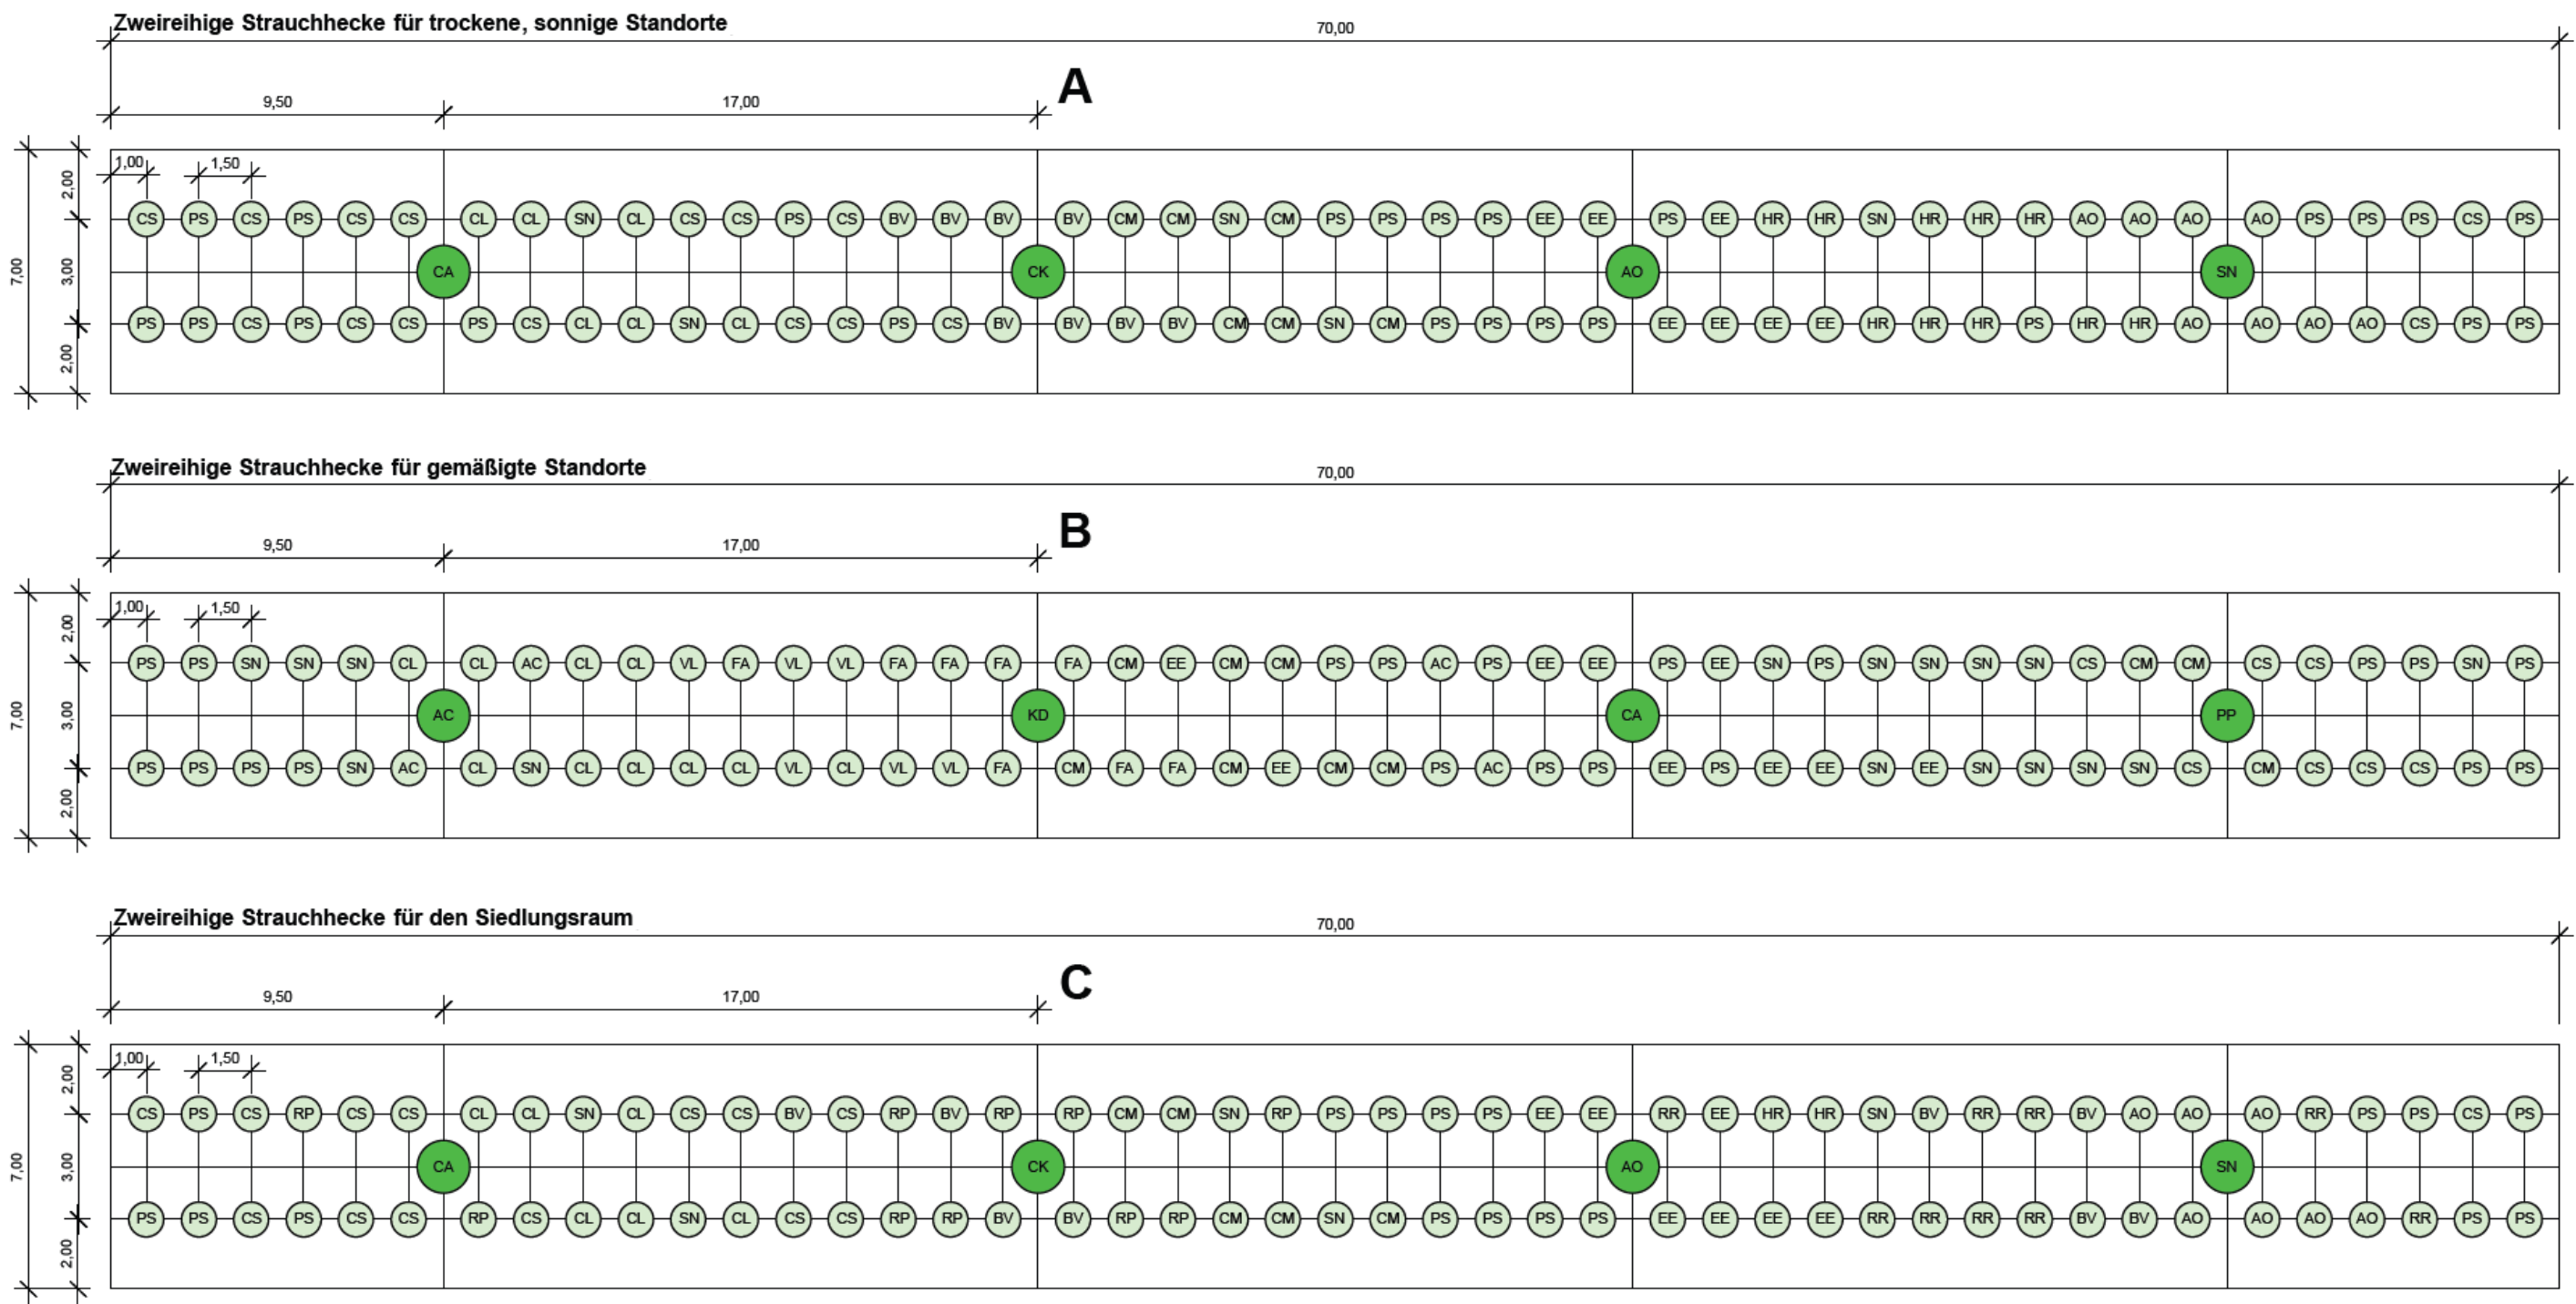 Zweireihige Strauchhecke für trockene, sonnige Standorte
70,00
A
9,50 17,00
1,00 1,50
7,00 2,00 3,00 2,00
CS PS CS PS CS CS CL CL SN CL CS CS PS CS BV BV BV BV CM CM SN CM PS PS PS PS EE EE PS EE HR HR SN HR HR HR AO AO AO AO PS PS PS CS PS
CA CK AO SN
PS PS CS PS CS CS PS CS CL CL SN CL CS CS PS CS BV BV BV BV CM CM SN CM PS PS PS PS EE EE EE EE HR HR HR PS HR HR AO AO AO AO CS PS PS
Zweireihige Strauchhecke für gemäßigte Standorte
70,00
B
9,50 17,00
1,00 1,50
7,00 2,00 3,00 2,00
PS PS SN SN SN CL CL AC CL CL VL FA VL VL FA FA FA FA CM EE CM CM PS PS AC PS EE EE PS EE SN PS SN SN SN SN CS CM CM CS CS PS PS SN PS
AC KD CA PP
PS PS PS PS SN AC CL SN CL CL CL CL VL CL VL VL FA CM FA FA CM EE CM CM PS AC PS PS EE PS EE EE SN EE SN SN SN SN CS CM CS CS CS PS PS
Zweireihige Strauchhecke für den Siedlungsraum
70,00
C
9,50 17,00
1,00 1,50
7,00 2,00 3,00 2,00
CS PS CS RP CS CS CL CL SN CL CS CS BV CS RP BV RP RP CM CM SN RP PS PS PS PS EE EE RR EE HR HR SN BV RR RR BV AO AO AO RR PS PS CS PS
CA CK AO SN
PS PS CS PS CS CS RP CS CL CL SN CL CS CS RP RP BV BV RP RP CM CM SN CM PS PS PS PS EE EE EE EE RR RR RR RR BV BV AO AO AO AO RR PS PS